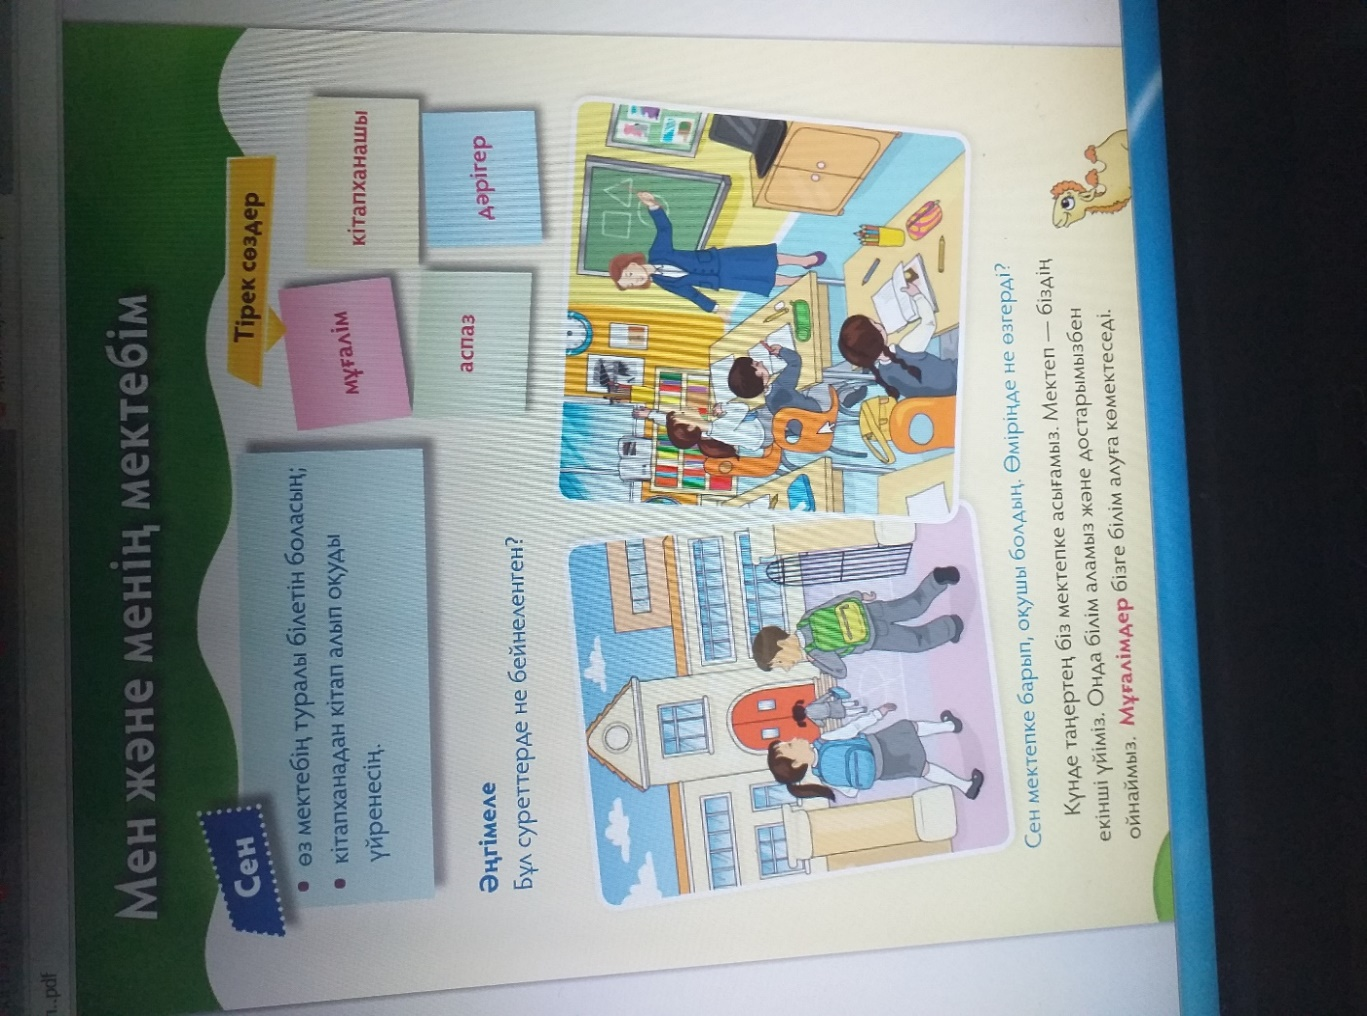 Мен және менің мектебім
Сен
• өз мектебің туралы білетін боласың;
• кітапханадан кітап алып оқуды
үйренесің.
Тірек сөздер
мұғалім
кітапханашы
аспаз
дәрігер
Әңгімеле
Бұл суреттерде не бейнеленген?
Сен мектепке барып, оқушы болдың. Өміріңде не өзгерді?
Күнде таңертең біз мектепке асығамыз. Мектеп — біздің
екінші үйіміз. Онда білім аламыз және достарымызбен
ойнаймыз. Мұғалімдер бізге білім алуға көмектеседі.
.pdf